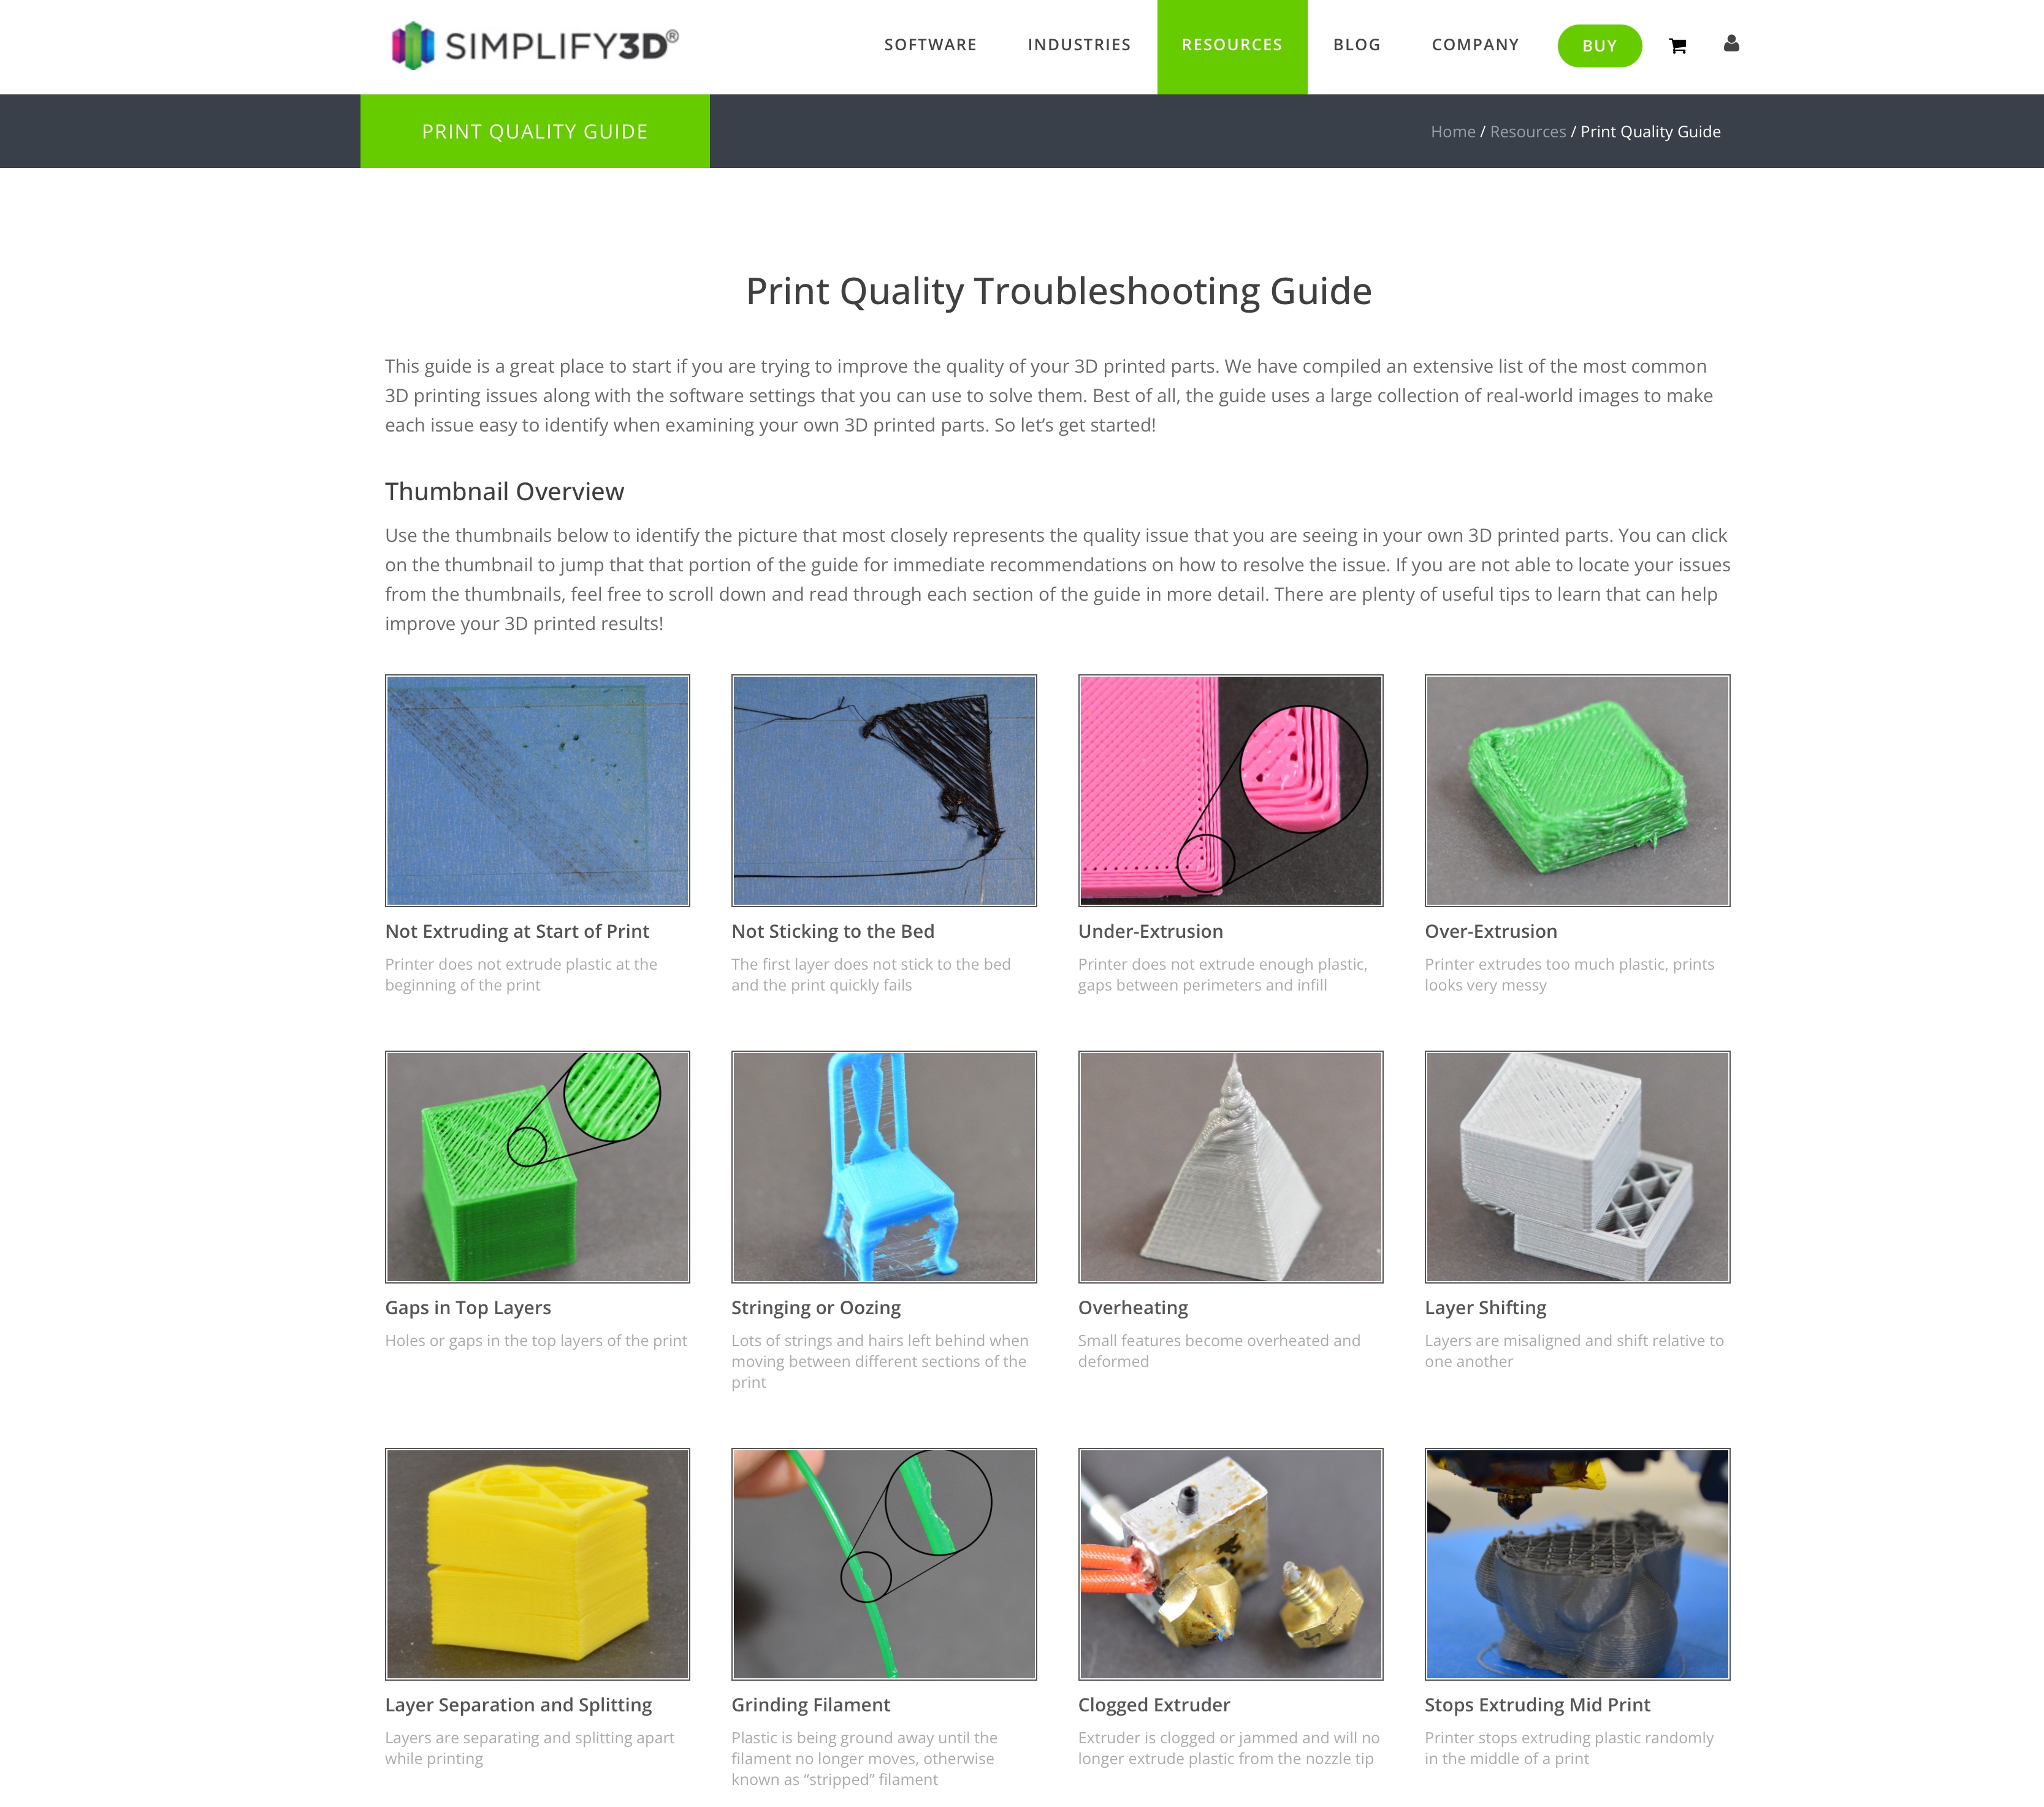 SIMPLIFY3D®
SOFTWARE
INDUSTRIES
RESOURCES
BLOG
COMPANY
BUY
PRINT QUALITY GUIDE
Home / Resources / Print Quality Guide
Print Quality Troubleshooting Guide
This guide is a great place to start if you are trying to improve the quality of your 3D printed parts. We have compiled an extensive list of the most common
3D printing issues along with the software settings that you can use to solve them. Best of all, the guide uses a large collection of real-world images to make
each issue easy to identify when examining your own 3D printed parts. So let’s get started!
Thumbnail Overview
Use the thumbnails below to identify the picture that most closely represents the quality issue that you are seeing in your own 3D printed parts. You can click
on the thumbnail to jump that that portion of the guide for immediate recommendations on how to resolve the issue. If you are not able to locate your issues
from the thumbnails, feel free to scroll down and read through each section of the guide in more detail. There are plenty of useful tips to learn that can help
improve your 3D printed results!
Not Extruding at Start of Print
Printer does not extrude plastic at the
beginning of the print
Not Sticking to the Bed
The first layer does not stick to the bed
and the print quickly fails
Under-Extrusion
Printer does not extrude enough plastic,
gaps between perimeters and infill
Over-Extrusion
Printer extrudes too much plastic, prints
looks very messy
Gaps in Top Layers
Holes or gaps in the top layers of the print
Stringing or Oozing
Lots of strings and hairs left behind when
moving between different sections of the
print
Overheating
Small features become overheated and
deformed
Layer Shifting
Layers are misaligned and shift relative to
one another
Layer Separation and Splitting
Layers are separating and splitting apart
while printing
Grinding Filament
Plastic is being ground away until the
filament no longer moves, otherwise
known as “stripped” filament
Clogged Extruder
Extruder is clogged or jammed and will no
longer extrude plastic from the nozzle tip
Stops Extruding Mid Print
Printer stops extruding plastic randomly
in the middle of a print